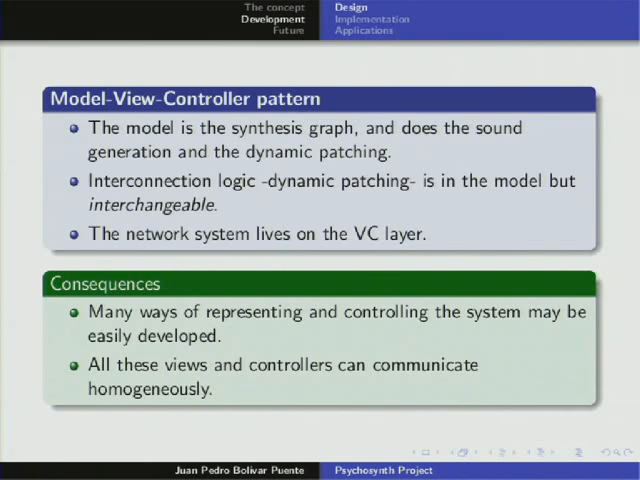 The concept
Development
Future
Design
Implementation
Applications
Model-View-Controller pattern
The model is the synthesis graph, and does the sound
generation and the dynamic patching.
Interconnection logic -dynamic patching- is in the model but
interchangeable.
The network system lives on the VC layer.
Consequences
Many ways of representing and controlling the system may be
easily developed.
All these views and controllers can communicate
homogeneously.
Juan Pedro Bolivar Puente
Psychosynth Project